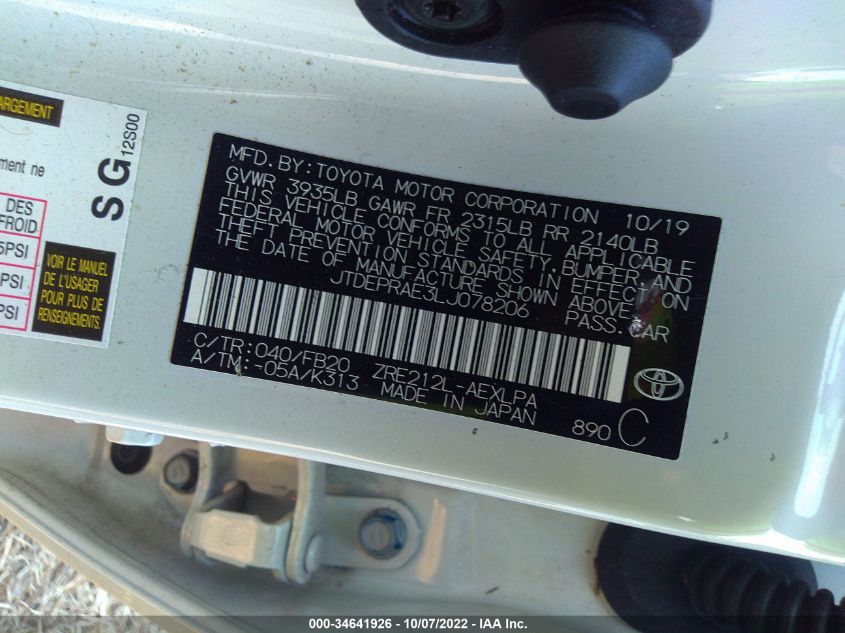 ARGEMENT
ement ne
SG 12S00
DES
FROID
5PSI
PSI
PSI
VOIR LE MANUEL
DE L'USAGER
POUR PLUS DE
RENSEIGNEMENTS.
MFD. BY: TOYOTA MOTOR CORPORATION 10/19
GVWR 3935LB GAWR FR 2315LB RR 2140LB
THIS VEHICLE CONFORMS TO ALL APPLICABLE
FEDERAL MOTOR VEHICLE SAFETY, BUMPER, AND
THEFT PREVENTION STANDARDS IN EFFECT ON
THE DATE OF MANUFACTURE SHOWN ABOVE.
JTDEPRAE3LJ078206 PASS. CAR
C/TR: 040/FB20 ZRE212L-AEXLPA
A/TM: -05A/K313 MADE IN JAPAN
890 C
000-34641926 - 10/07/2022 - IAA Inc.